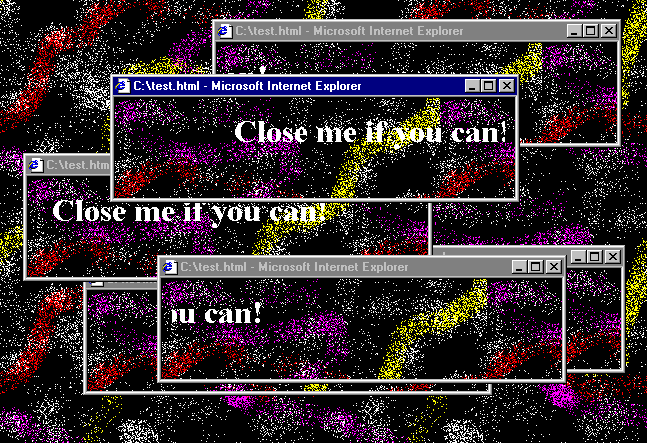 C:\test.html - Microsoft Internet Explorer
C:\test.html - Microsoft Internet Explorer
Close me if you can!
C:\test.htm
Close me if you can!
C:\test.html - Microsoft Internet Explorer
ou can!